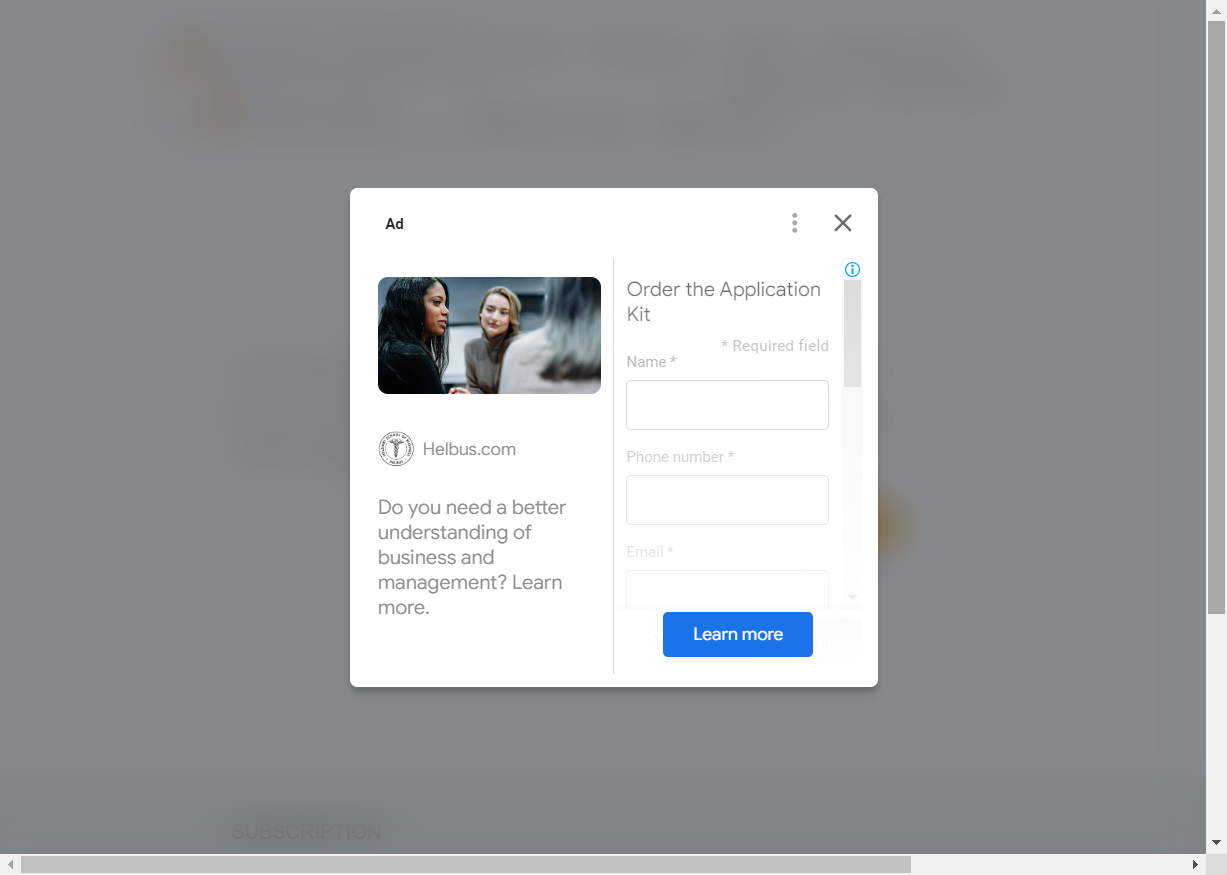 Ad
Order the Application
Kit
* Required field
Name *
Phone number *
Email *
Helbus.com
Do you need a better
understanding of
business and
management? Learn
more.
Learn more
SUBSCRIPTION